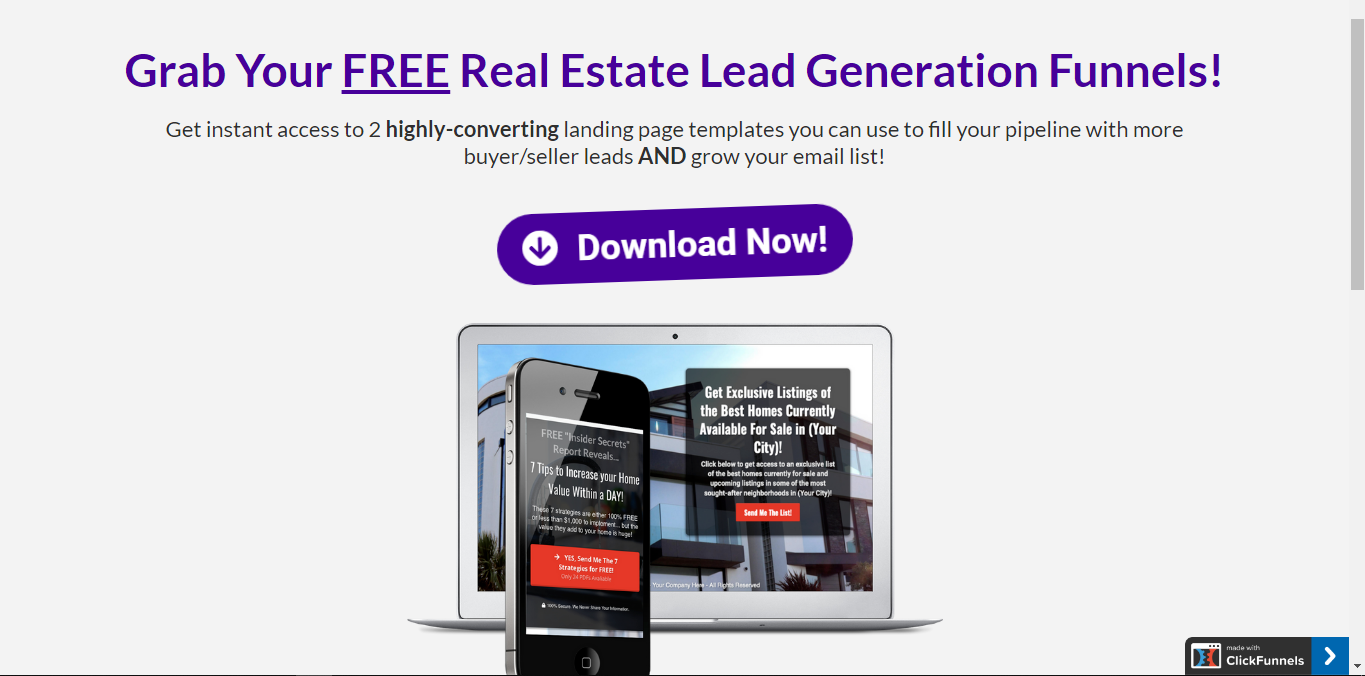 Grab Your FREE Real Estate Lead Generation Funnels!
Get instant access to 2 highly-converting landing page templates you can use to fill your pipeline with more
buyer/seller leads AND grow your email list!
Download Now!
FREE "Insider Secrets"
Report Reveals...
7 Tips to Increase your Home
Value Within a DAY!
These 7 strategies are either 100% FREE
or less than $1,000 to implement... but the
value they add to your home is huge!
YES, Send Me The 7
Strategies for FREE!
Only 24 PDFs Available
100% Secure. We Never Share Your Information.
Get Exclusive Listings of
the Best Homes Currently
Available For Sale in (Your
City)!
Click below to get access to an exclusive list
of the best homes currently for sale and
upcoming listings in some of the most
sought-after neighborhoods in (Your City)!
Send Me The List!
Your Company Here - All Rights Reserved
made with
ClickFunnels